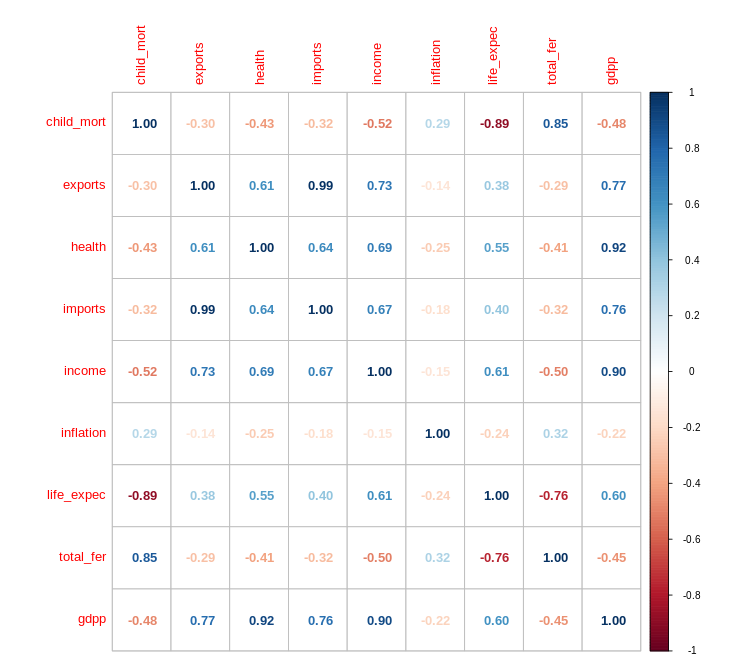 child_mort exports health imports income inflation life_expec total_fer gdpp
child_mort 1.00 -0.30 -0.43 -0.32 -0.52 0.29 -0.89 0.85 -0.48
exports -0.30 1.00 0.61 0.99 0.73 -0.14 0.38 -0.29 0.77
health -0.43 0.61 1.00 0.64 0.69 -0.25 0.55 -0.41 0.92
imports -0.32 0.99 0.64 1.00 0.67 -0.18 0.40 -0.32 0.76
income -0.52 0.73 0.69 0.67 1.00 -0.15 0.61 -0.50 0.90
inflation 0.29 -0.14 -0.25 -0.18 -0.15 1.00 -0.24 0.32 -0.22
life_expec -0.89 0.38 0.55 0.40 0.61 -0.24 1.00 -0.76 0.60
total_fer 0.85 -0.29 -0.41 -0.32 -0.50 0.32 -0.76 1.00 -0.45
gdpp -0.48 0.77 0.92 0.76 0.90 -0.22 0.60 -0.45 1.00
1
0.8
0.6
0.4
0.2
0
-0.2
-0.4
-0.6
-0.8
-1